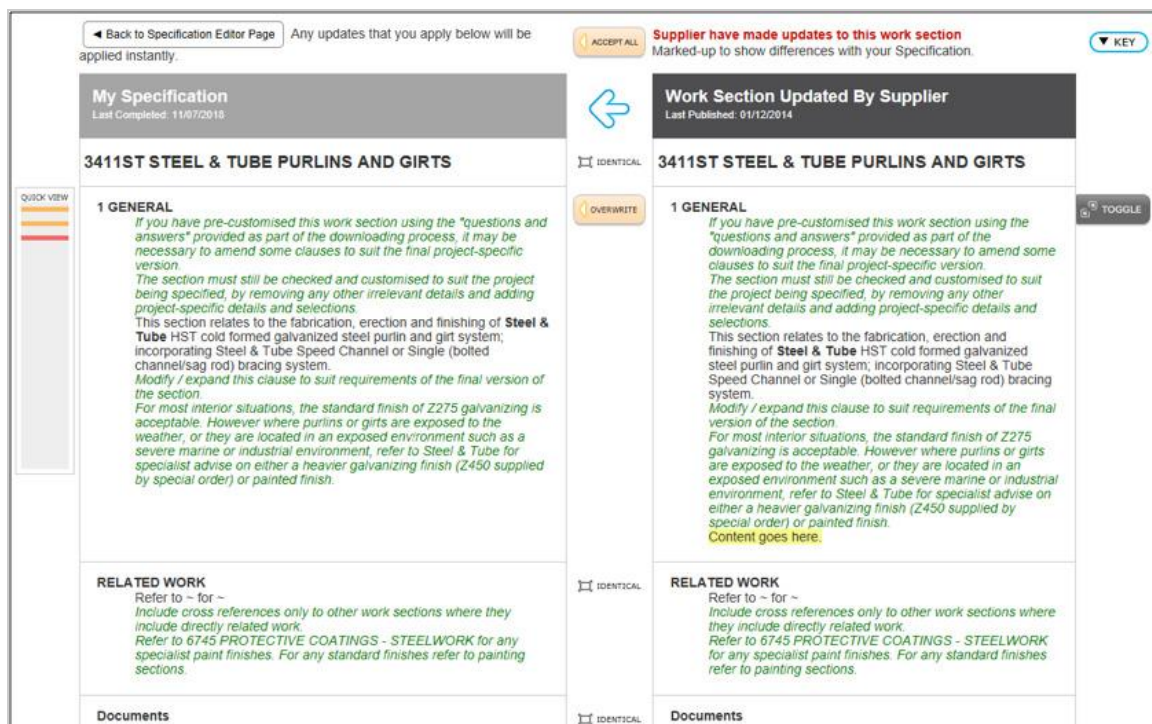 ◄ Back to Specification Editor Page Any updates that you apply below will be
applied instantly.
ACCEPT ALL
Supplier have made updates to this work section
Marked-up to show differences with your Specification.
▼ KEY
My Specification
Last Completed: 11/07/2018
Work Section Updated By Supplier
Last Published: 01/12/2014
3411ST STEEL & TUBE PURLINS AND GIRTS
IDENTICAL
3411ST STEEL & TUBE PURLINS AND GIRTS
QUICK VIEW
1 GENERAL
If you have pre-customised this work section using the "questions and
answers" provided as part of the downloading process, it may be
necessary to amend some clauses to suit the final project-specific
version.
The section must still be checked and customised to suit the project
being specified, by removing any other irrelevant details and adding
project-specific details and selections.
This section relates to the fabrication, erection and finishing of Steel &
Tube HST cold formed galvanized steel purlin and girt system;
incorporating Steel & Tube Speed Channel or Single (bolted
channel/sag rod) bracing system.
Modify / expand this clause to suit requirements of the final version of
the section.
For most interior situations, the standard finish of Z275 galvanizing is
acceptable. However where purlins or girts are exposed to the
weather, or they are located in an exposed environment such as a
severe marine or industrial environment, refer to Steel & Tube for
specialist advise on either a heavier galvanizing finish (Z450 supplied
by special order) or painted finish.
OVERWRITE
1 GENERAL
If you have pre-customised this work section using the
"questions and answers" provided as part of the
downloading process, it may be necessary to amend some
clauses to suit the final project-specific version.
The section must still be checked and customised to suit
the project being specified, by removing any other
irrelevant details and adding project-specific details and
selections.
This section relates to the fabrication, erection and
finishing of Steel & Tube HST cold formed galvanized
steel purlin and girt system; incorporating Steel & Tube
Speed Channel or Single (bolted channel/sag rod) bracing
system.
Modify / expand this clause to suit requirements of the final
version of the section.
For most interior situations, the standard finish of Z275
galvanizing is acceptable. However where purlins or girts
are exposed to the weather, or they are located in an
exposed environment such as a severe marine or industrial
environment, refer to Steel & Tube for specialist advise on
either a heavier galvanizing finish (Z450 supplied by
special order) or painted finish.
Content goes here.
TOGGLE
RELATED WORK
Refer to ~ for ~
Include cross references only to other work sections where they
include directly related work.
Refer to 6745 PROTECTIVE COATINGS - STEELWORK for any
specialist paint finishes. For any standard finishes refer to painting
sections.
IDENTICAL
RELATED WORK
Refer to ~ for ~
Include cross references only to other work sections where
they include directly related work.
Refer to 6745 PROTECTIVE COATINGS - STEELWORK
for any specialist paint finishes. For any standard finishes
refer to painting sections.
Documents
IDENTICAL
Documents